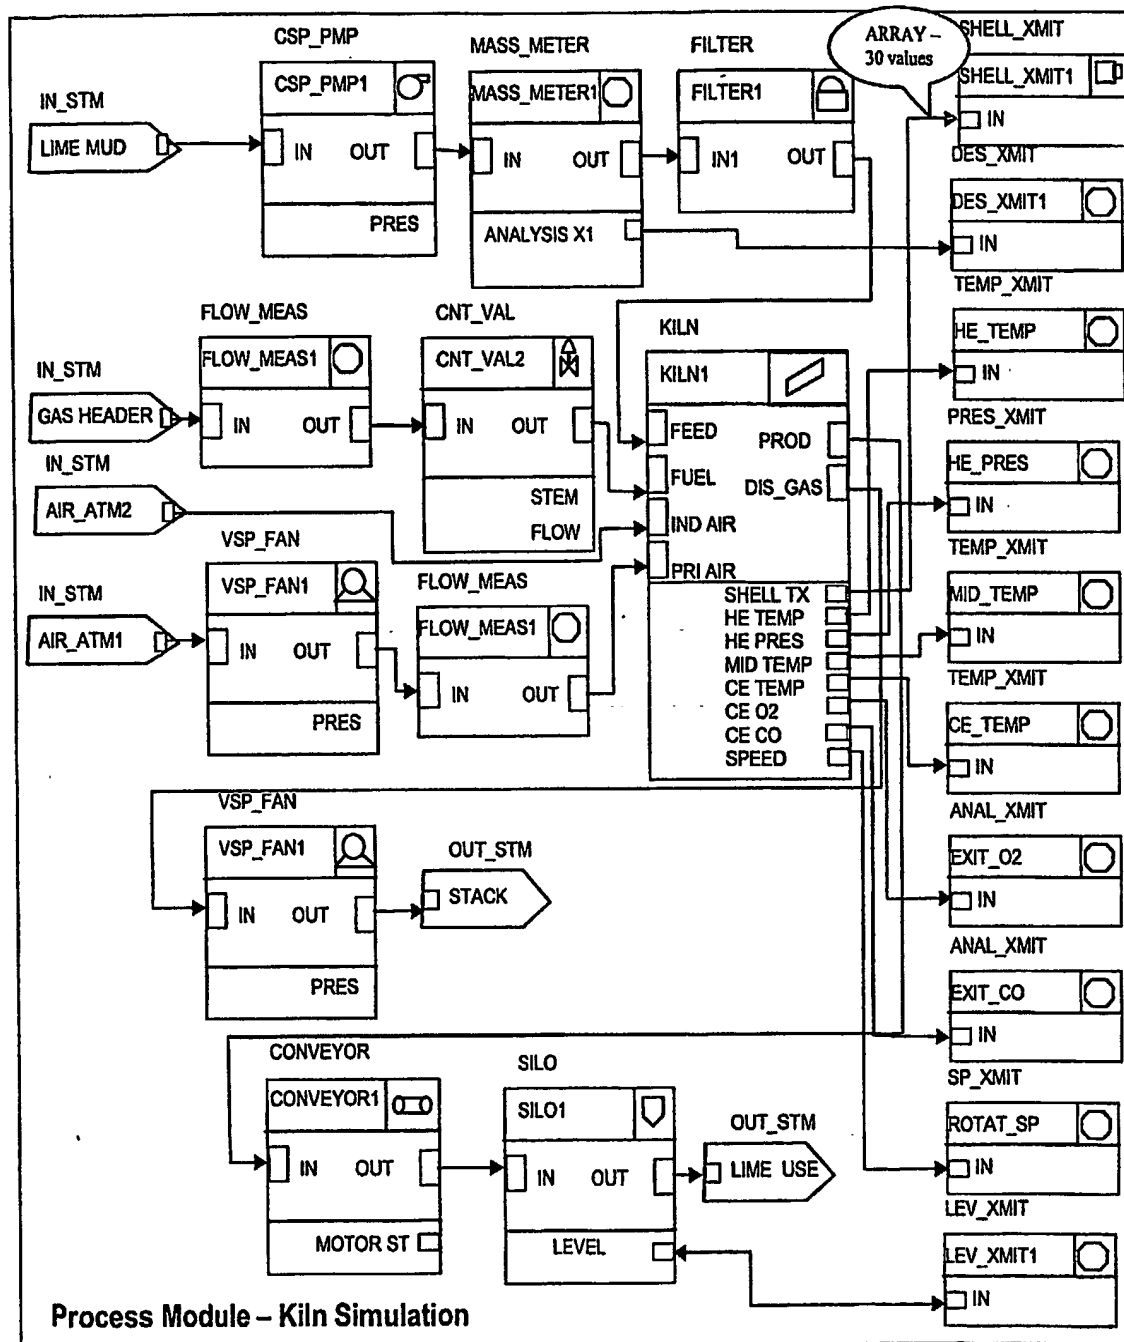 CSP_PMP
MASS_METER
FILTER
ARRAY –
30 values
SHELL_XMIT
CSP_PMP1
MASS_METER1
FILTER1
SHELL_XMIT1
IN_STM
LIME MUD
IN OUT
IN OUT
IN1 OUT
IN
DES_XMIT
PRES
ANALYSIS X1
DES_XMIT1
IN
TEMP_XMIT
FLOW_MEAS
CNT_VAL
KILN
HE_TEMP
IN
FLOW_MEAS1
CNT_VAL2
KILN1
IN_STM
GAS HEADER
IN OUT
IN OUT
FEED
PROD
PRES_XMIT
HE_PRES
IN
IN_STM
AIR_ATM2
STEM
FLOW
FUEL
DIS_GAS
IND AIR
PRI AIR
TEMP_XMIT
VSP_FAN
VSP_FAN1
FLOW_MEAS
FLOW_MEAS1
SHELL TX
HE TEMP
HE PRES
MID TEMP
CE TEMP
CE O2
CE CO
SPEED
MID_TEMP
IN
IN_STM
AIR_ATM1
IN OUT
IN OUT
PRES
TEMP_XMIT
CE_TEMP
IN
VSP_FAN
VSP_FAN1
OUT_STM
STACK
IN OUT
PRES
ANAL_XMIT
EXIT_O2
IN
ANAL_XMIT
EXIT_CO
IN
CONVEYOR
CONVEYOR1
SILO
SILO1
SP_XMIT
ROTAT_SP
IN
IN OUT
IN OUT
OUT_STM
LIME USE
MOTOR ST
LEVEL
LEV_XMIT
LEV_XMIT1
IN
Process Module – Kiln Simulation